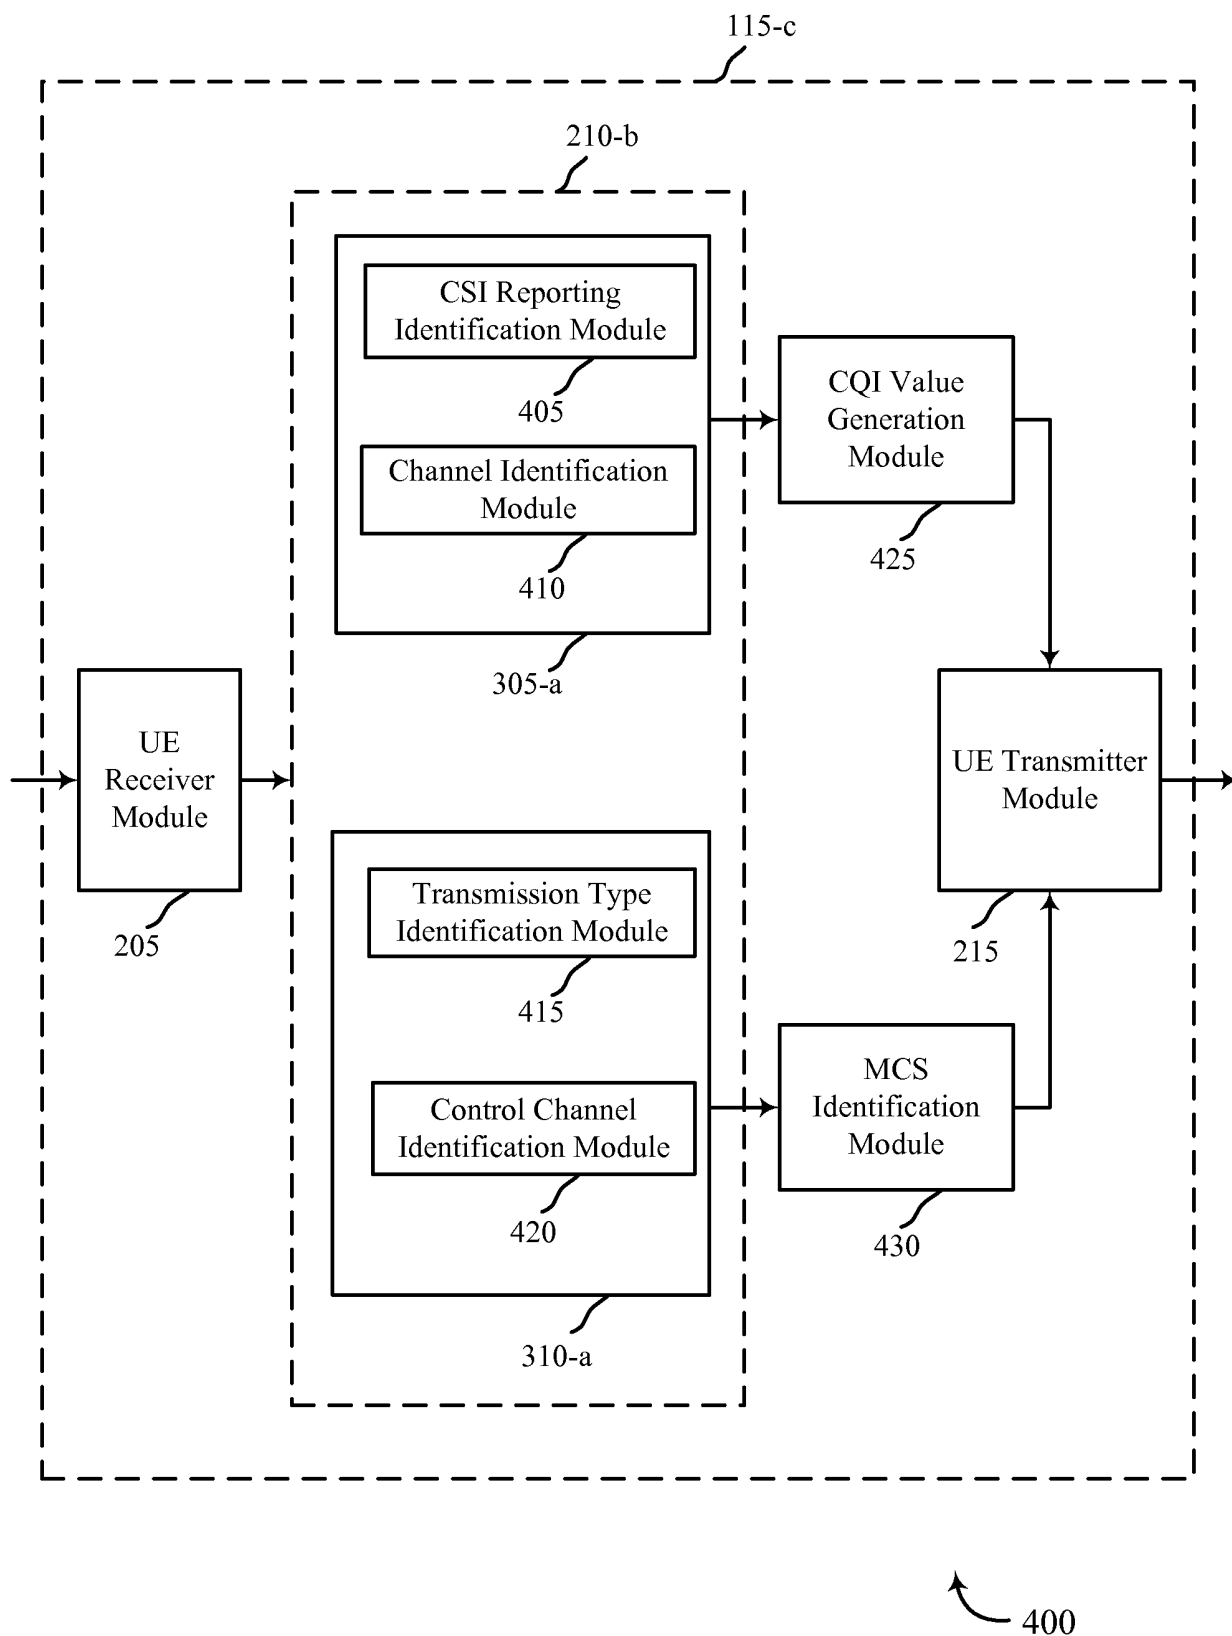 115-c
210-b
CSI Reporting
Identification Module
405
Channel Identification
Module
410
305-a
CQI Value
Generation
Module
425
UE
Receiver
Module
205
UE Transmitter
Module
215
Transmission Type
Identification Module
415
Control Channel
Identification Module
420
310-a
MCS
Identification
Module
430
400